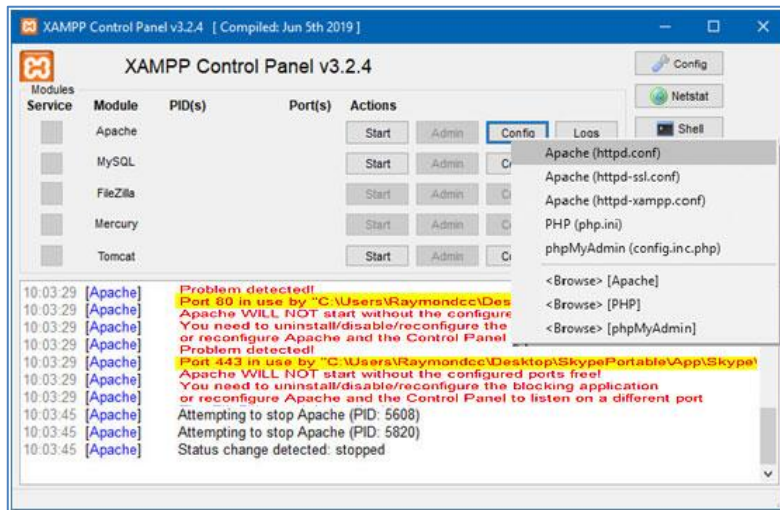 XAMPP Control Panel v3.2.4 [ Compiled: Jun 5th 2019 ]
XAMPP Control Panel v3.2.4
Config
Modules
Service Module PID(s) Port(s) Actions
Netstat
Apache Start Admin Config Logs
Shell
MySQL Start Admin
FileZilla Start Admin
Mercury Start Admin
Tomcat Start Admin
Apache (httpd.conf)
Apache (httpd-ssl.conf)
Apache (httpd-xampp.conf)
PHP (php.ini)
phpMyAdmin (config.inc.php)
<Browse> [Apache]
<Browse> [PHP]
<Browse> [phpMyAdmin]
10:03:29 [Apache] Problem detected!
10:03:29 [Apache] Port 80 in use by "C:\Users\Raymondcc\Des
10:03:29 [Apache] Apache WILL NOT start without the configure
10:03:29 [Apache] You need to uninstall/disable/reconfigure the
10:03:29 [Apache] or reconfigure Apache and the Control Panel
10:03:29 [Apache] Problem detected!
10:03:29 [Apache] Port 443 in use by "C:\Users\Raymondcc\Desktop\SkypePortable\App\Skype\
10:03:29 [Apache] Apache WILL NOT start without the configured ports free!
You need to uninstall/disable/reconfigure the blocking application
or reconfigure Apache and the Control Panel to listen on a different port
10:03:45 [Apache] Attempting to stop Apache (PID: 5608)
10:03:45 [Apache] Attempting to stop Apache (PID: 5820)
10:03:45 [Apache] Status change detected: stopped